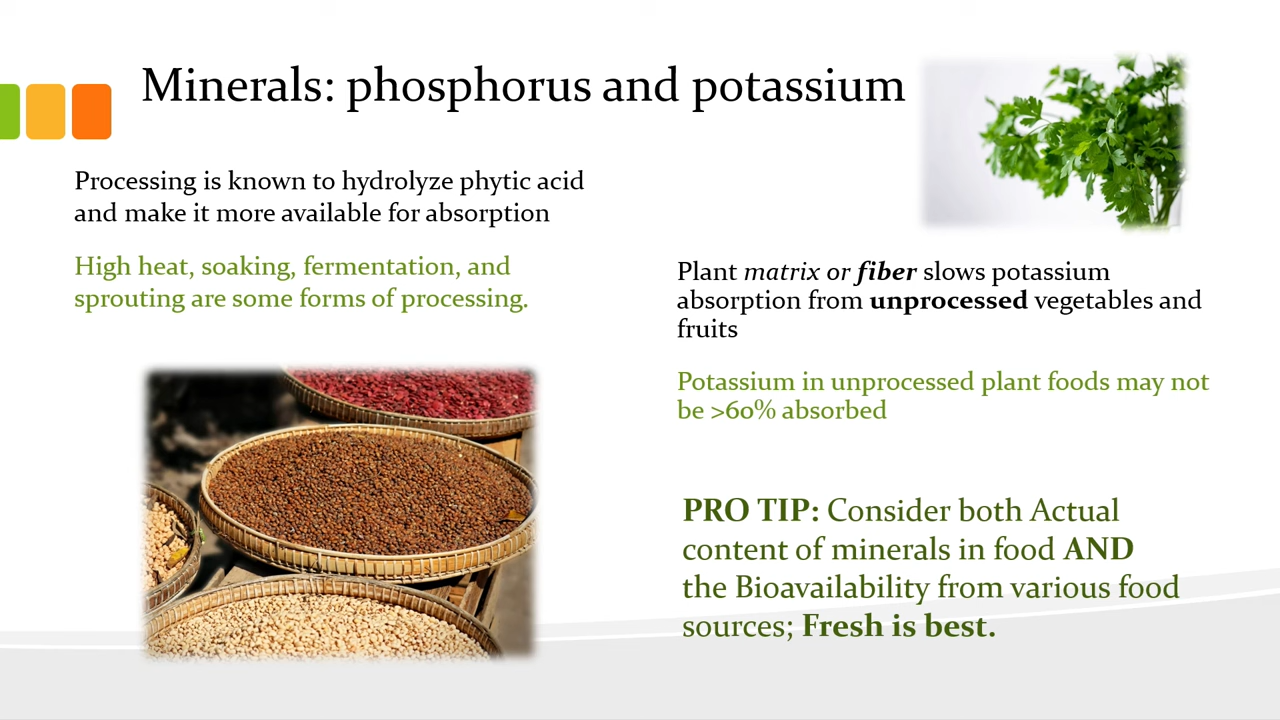 Minerals: phosphorus and potassium
Processing is known to hydrolyze phytic acid
and make it more available for absorption
High heat, soaking, fermentation, and
sprouting are some forms of processing.
Plant matrix or fiber slows potassium
absorption from unprocessed vegetables and
fruits
Potassium in unprocessed plant foods may not
be >60% absorbed
PRO TIP: Consider both Actual
content of minerals in food AND
the Bioavailability from various food
sources; Fresh is best.